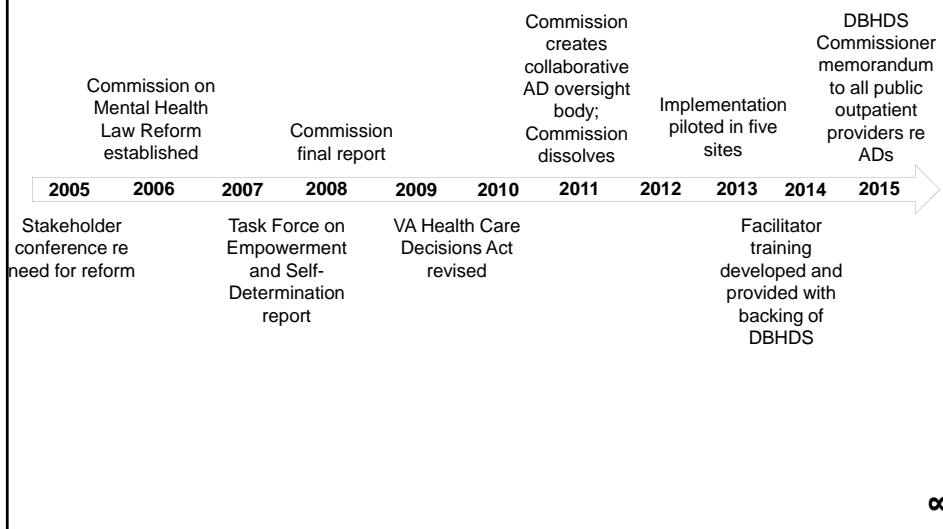 Commission on
Mental Health
Law Reform
established
Commission
final report
Commission
creates
collaborative
AD oversight
body;
Commission
dissolves
Implementation
piloted in five
sites
DBHDS
Commissioner
memorandum
to all public
outpatient
providers re
ADs
2005 2006 2007 2008 2009 2010 2011 2012 2013 2014 2015
Stakeholder
conference re
need for reform
Task Force on
Empowerment
and Self-
Determination
report
VA Health Care
Decisions Act
revised
Facilitator
training
developed and
provided with
backing of
DBHDS